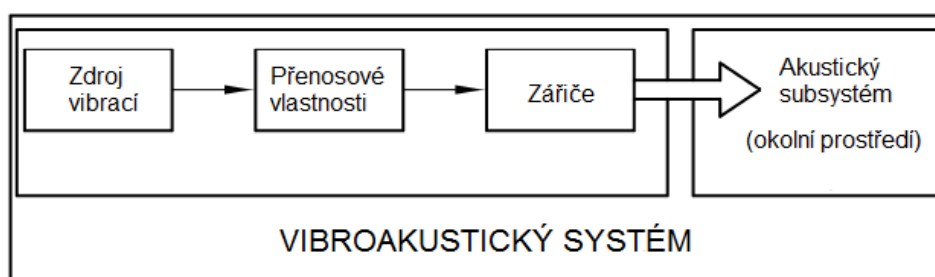 Zdroj
vibrací
Přenosové
vlastnosti
Zářiče
Akustický
subsystém
(okolní prostředí)
VIBROAKUSTICKÝ SYSTÉM